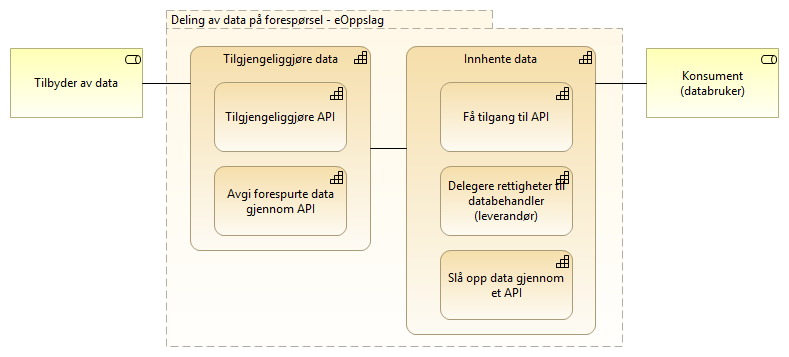 Deling av data på forespørsel - eOppslag
Tilbyder av data
Tilgjengeliggjøre data
Tilgjengeliggjøre API
Avgi forespurte data
gjennom API
Innhente data
Få tilgang til API
Delegere rettigheter til
databehandler
(leverandør)
Slå opp data gjennom
et API
Konsument
(databruker)